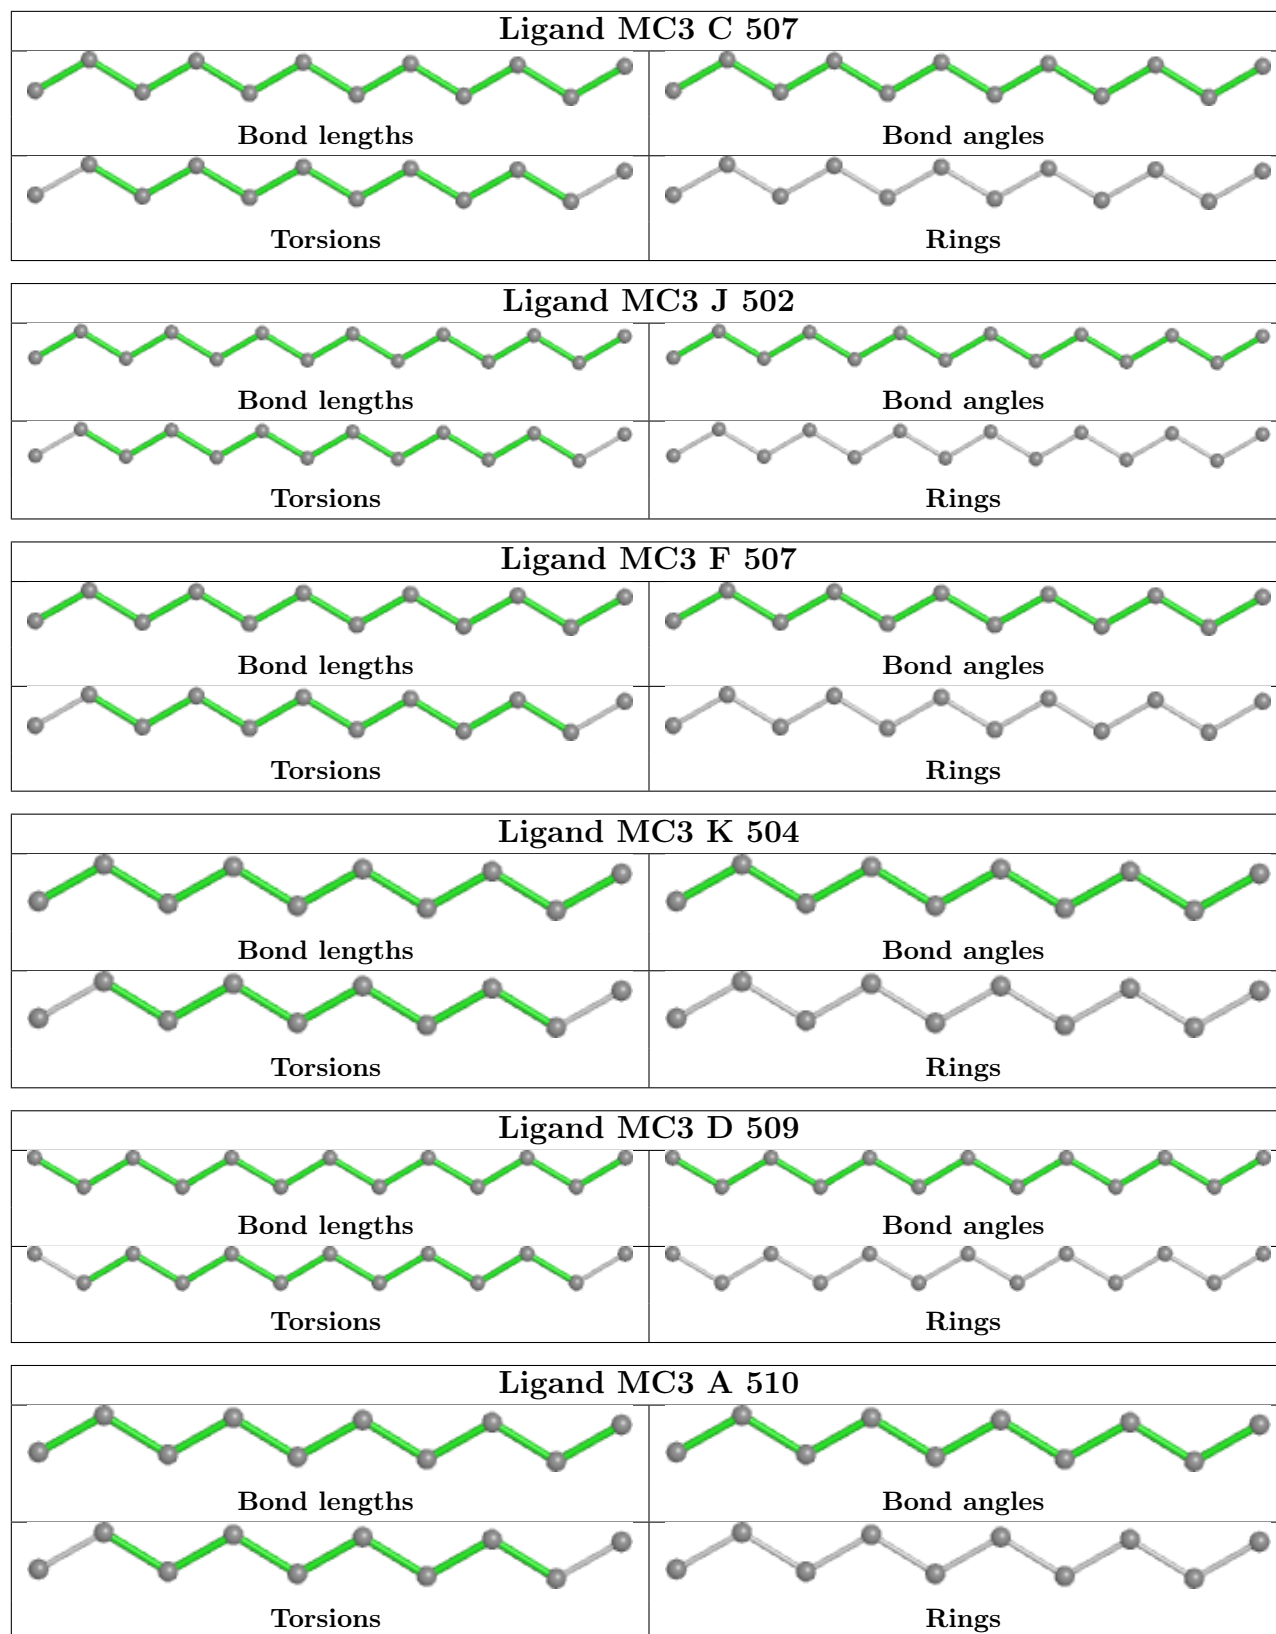 Ligand MC3 C 507
Bond lengths
Bond angles
Torsions
Rings
Ligand MC3 J 502
Bond lengths
Bond angles
Torsions
Rings
Ligand MC3 F 507
Bond lengths
Bond angles
Torsions
Rings
Ligand MC3 K 504
Bond lengths
Bond angles
Torsions
Rings
Ligand MC3 D 509
Bond lengths
Bond angles
Torsions
Rings
Ligand MC3 A 510
Bond lengths
Bond angles
Torsions
Rings